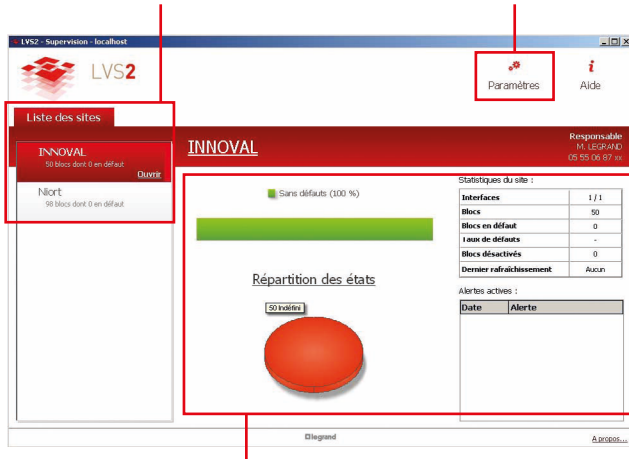 LVS2 - Supervision - localhost
LVS2
Paramètres
Aide
Liste des sites
INNOVAL
50 blocs dont 0 en défaut
Ouvrir
Niort
98 blocs dont 0 en défaut
INNOVAL
Responsable
M. LEGRAND
05 55 06 87 xx
Sans défauts (100 %)
Répartition des états
50 Indéfini
Statistiques du site :
Interfaces 1 / 1
Blocs 50
Blocs en défaut 0
Taux de défauts -
Blocs désactivés 0
Dernier rafraîchissement Aucun
Alertes actives :
Date Alerte
legrand
A propos...